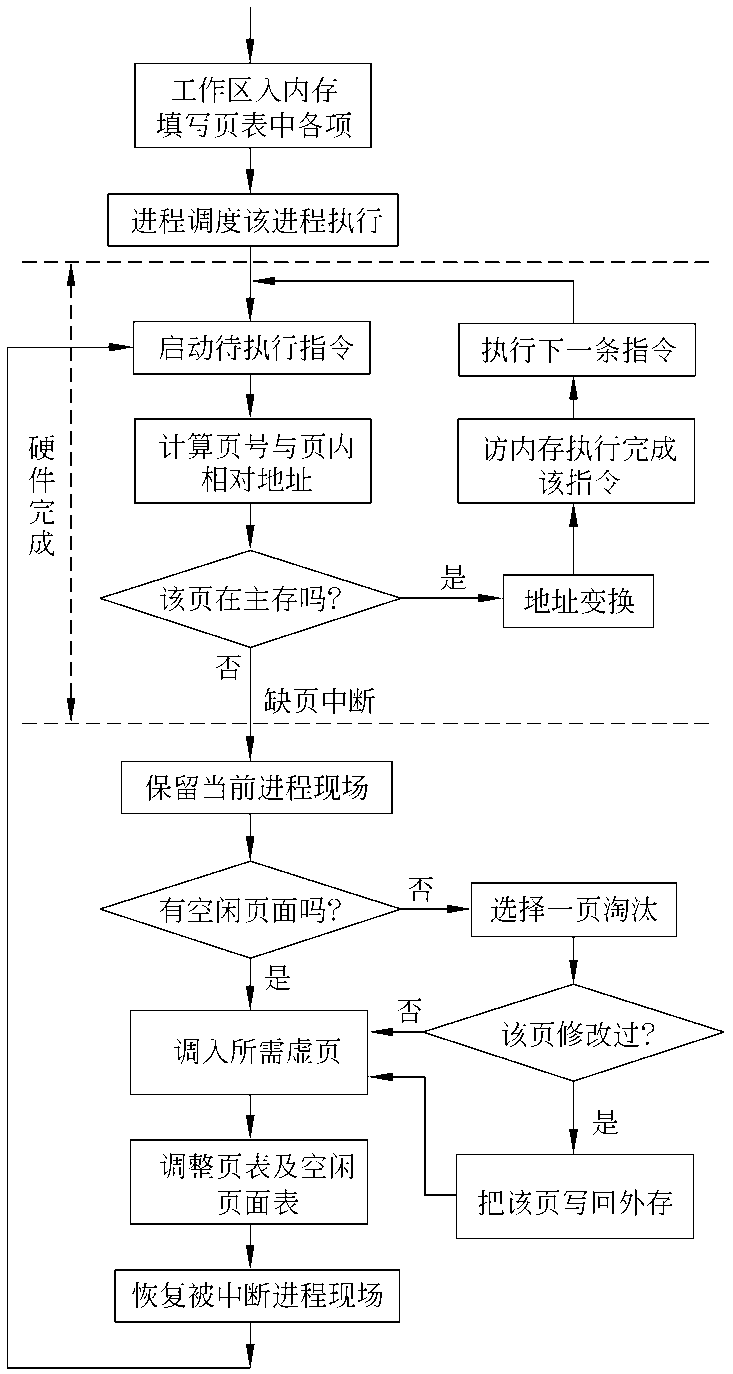 工作区入内存
填写页表中各项
进程调度该进程执行
启动待执行指令
执行下一条指令
计算页号与页内
相对地址
访内存执行完成
该指令
硬件完成
该页在主存吗?
是
地址变换
否
缺页中断
保留当前进程现场
有空闲页面吗?
否
选择一页淘汰
是
调入所需虚页
否
该页修改过?
是
调整页表及空闲
页面表
把该页写回外存
恢复被中断进程现场